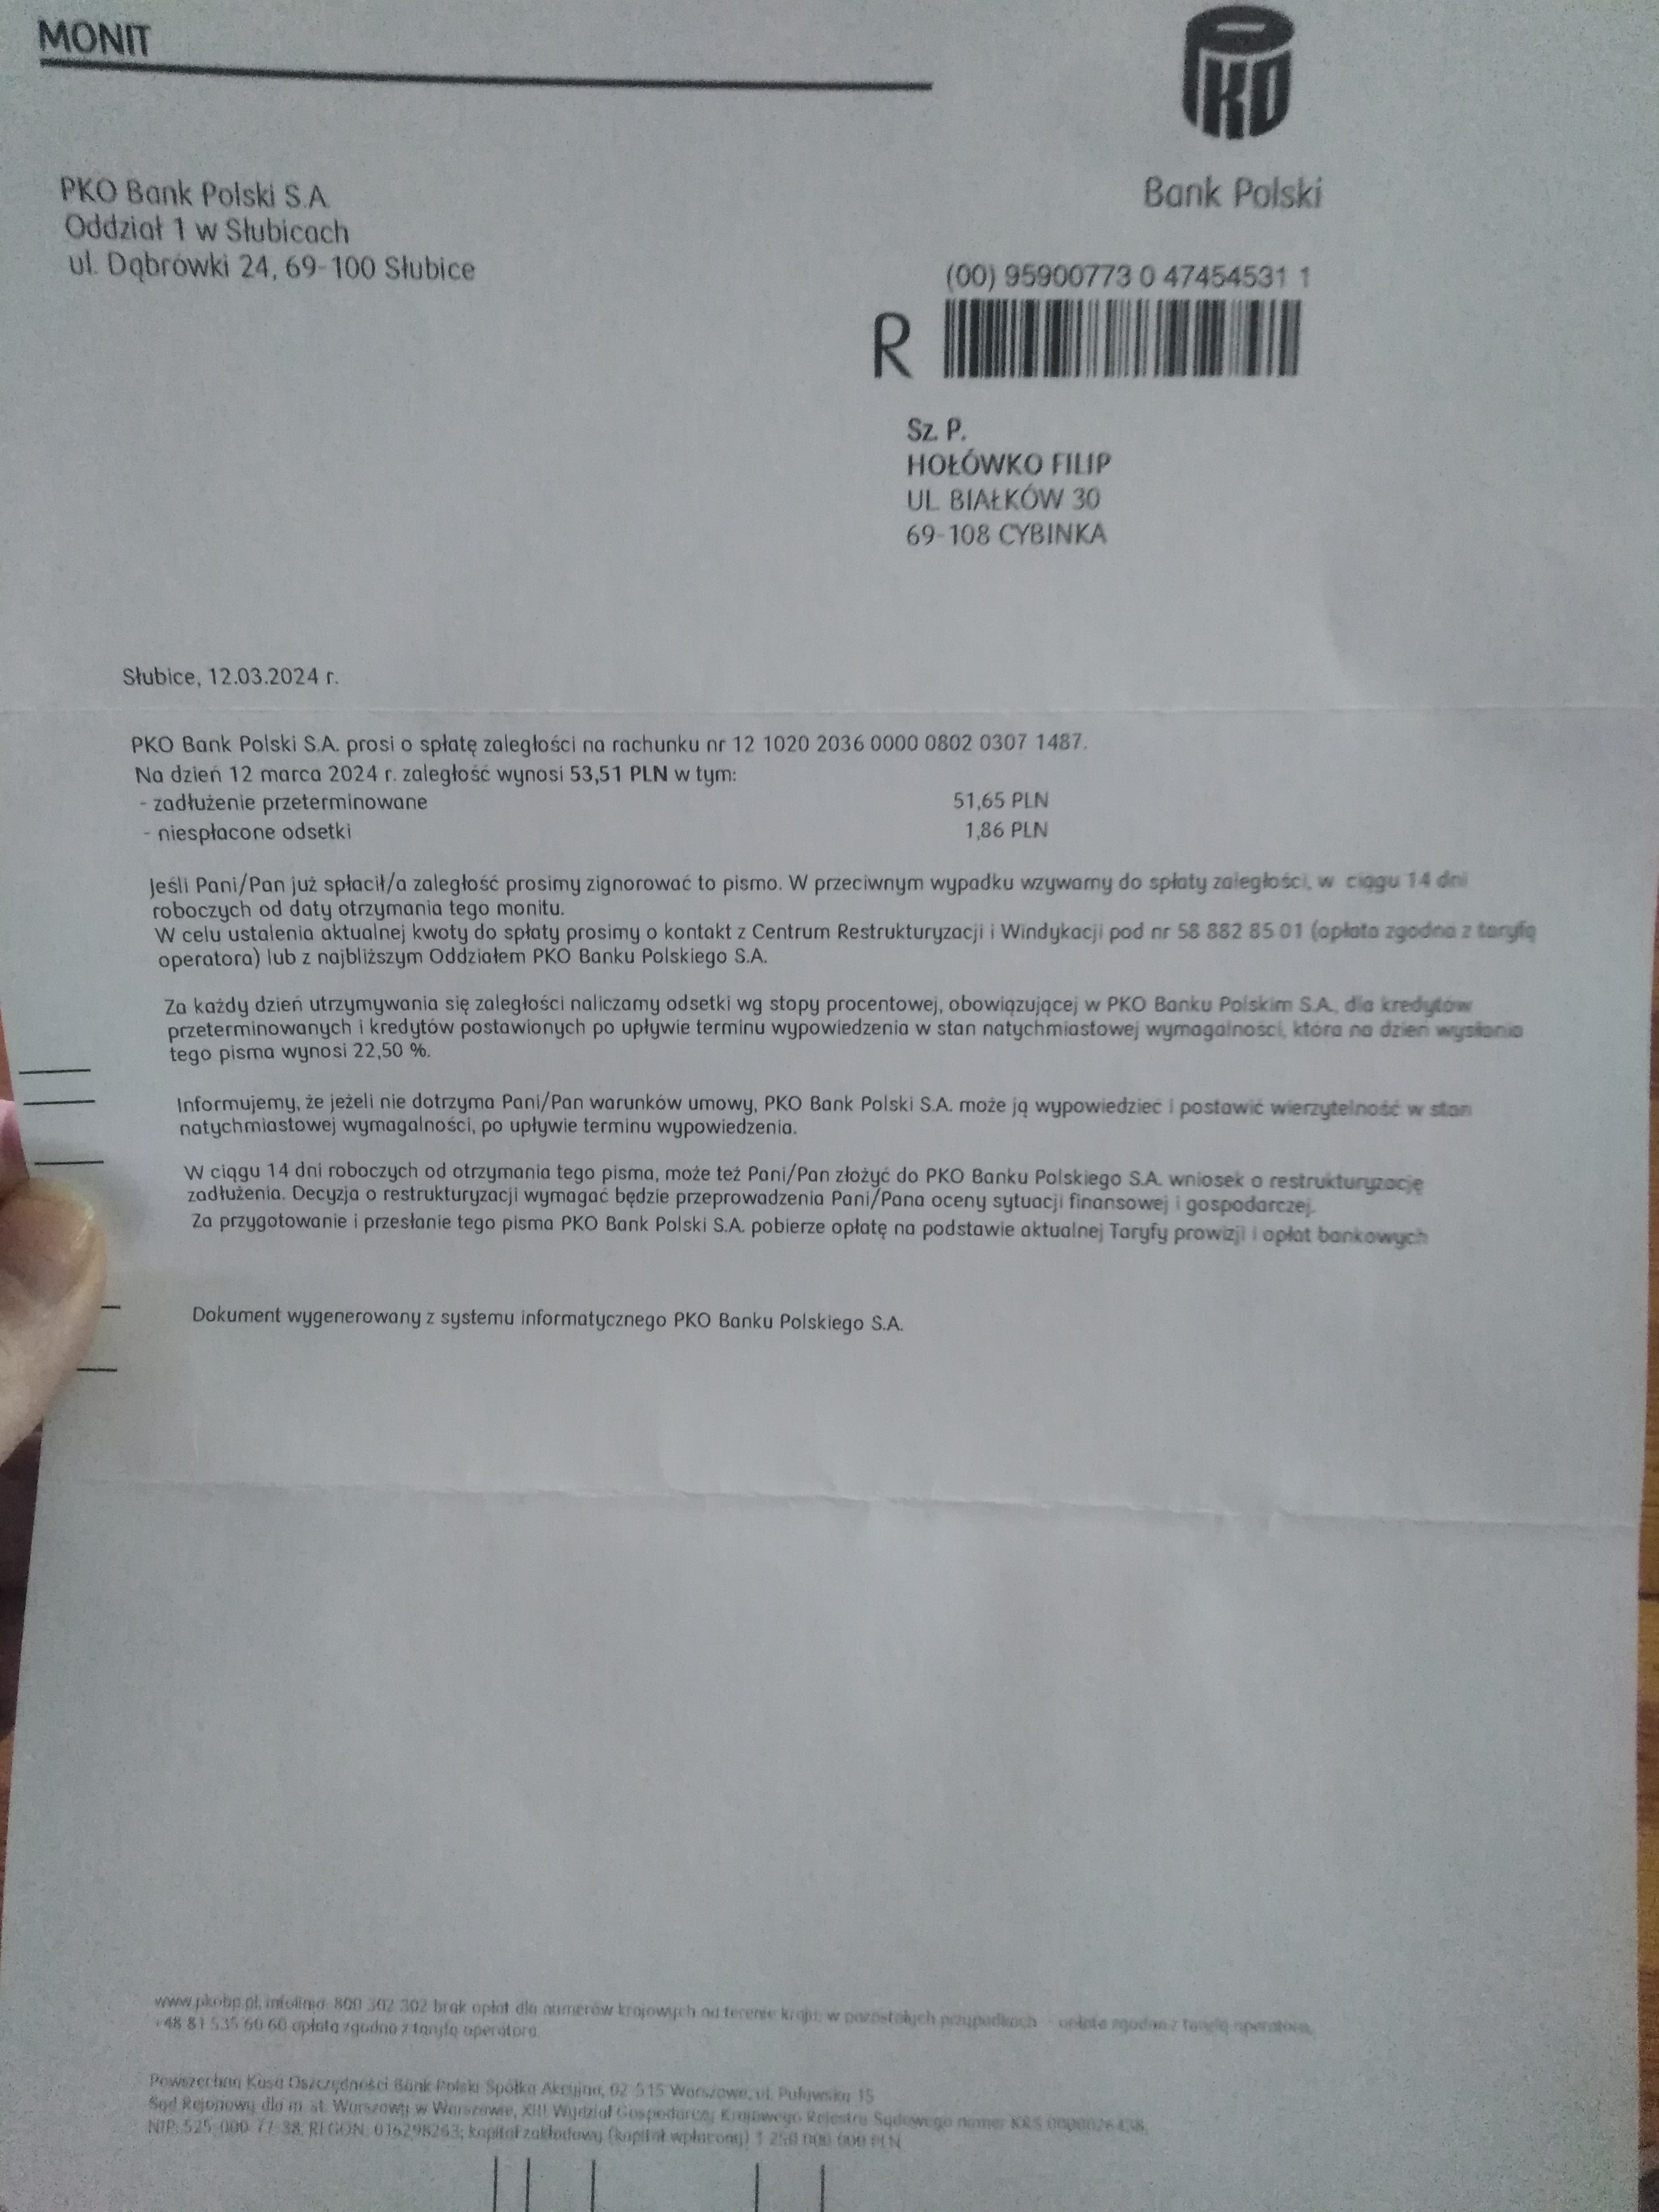 MONIT
PKO
Bank Polski
PKO Bank Polski S.A.
Oddział 1 w Słubicach
ul. Dąbrówki 24, 69-100 Słubice
(00) 95900773 0 47454531 1
R
Sz. P.
HOŁÓWKO FILIP
UL. BIAŁKÓW 30
69-108 CYBINKA
Słubice, 12.03.2024 r.
PKO Bank Polski S.A. prosi o spłatę zaległości na rachunku nr 12 1020 2036 0000 0802 0307 1487.
Na dzień 12 marca 2024 r. zaległość wynosi 53,51 PLN w tym:
- zadłużenie przeterminowane 51,65 PLN
- niespłacone odsetki 1,86 PLN
Jeśli Pani/Pan już spłacił/a zaległość prosimy zignorować to pismo. W przeciwnym wypadku wzywamy do spłaty zaległości, w ciągu 14 dni
roboczych od daty otrzymania tego monitu.
W celu ustalenia aktualnej kwoty do spłaty prosimy o kontakt z Centrum Restrukturyzacji i Windykacji pod nr 58 882 85 01 (opłata zgodna z taryfą
operatora) lub z najbliższym Oddziałem PKO Banku Polskiego S.A.
Za każdy dzień utrzymywania się zaległości naliczamy odsetki wg stopy procentowej, obowiązującej w PKO Banku Polskim S.A., dla kredytów
przeterminowanych i kredytów postawionych po upływie terminu wypowiedzenia w stan natychmiastowej wymagalności, która na dzień wysłania
tego pisma wynosi 22,50 %.
Informujemy, że jeżeli nie dotrzyma Pani/Pan warunków umowy, PKO Bank Polski S.A. może ją wypowiedzieć i postawić wierzytelność w stan
natychmiastowej wymagalności, po upływie terminu wypowiedzenia.
W ciągu 14 dni roboczych od otrzymania tego pisma, może też Pani/Pan złożyć do PKO Banku Polskiego S.A. wniosek o restrukturyzację
zadłużenia. Decyzja o restrukturyzacji wymagać będzie przeprowadzenia Pani/Pana oceny sytuacji finansowej i gospodarczej.
Za przygotowanie i przesłanie tego pisma PKO Bank Polski S.A. pobierze opłatę na podstawie aktualnej Taryfy prowizji i opłat bankowych
Dokument wygenerowany z systemu informatycznego PKO Banku Polskiego S.A.
www.pkobp.pl, infolinia: 800 302 302 brak opłat dla numerów krajowych na terenie kraju; w pozostałych przypadkach - opłata zgodna z taryfą operatora,
+48 81 535 60 60 opłata zgodna z taryfą operatora
Powszechna Kasa Oszczędności Bank Polski Spółka Akcyjna, 02-515 Warszawa, ul. Puławska 15
Sąd Rejonowy dla m. st. Warszawy w Warszawie, XIII Wydział Gospodarczy Krajowego Rejestru Sądowego numer KRS 0000026438,
NIP: 525-000-77-38, REGON: 016298263; kapitał zakładowy (kapitał wpłacony) 1 250 000 000 PLN